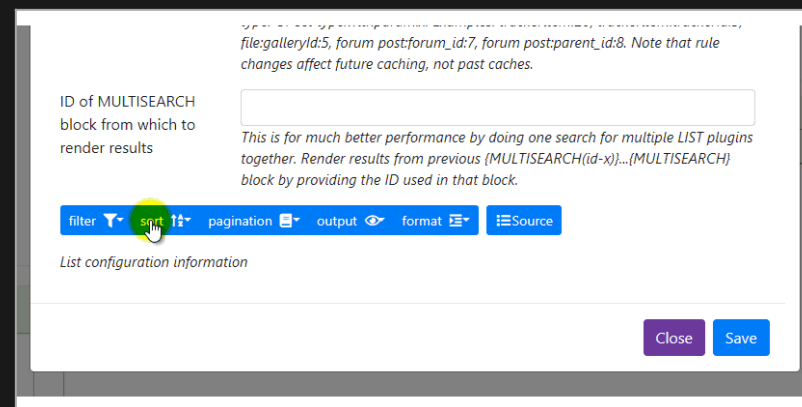 file:galleryId:5, forum post:forum_id:7, forum post:parent_id:8. Note that rule
changes affect future caching, not past caches.
ID of MULTISEARCH
block from which to
render results
This is for much better performance by doing one search for multiple LIST plugins
together. Render results from previous {MULTISEARCH(id-x)}...{MULTISEARCH}
block by providing the ID used in that block.
filter sort pagination output format Source
List configuration information
Close Save